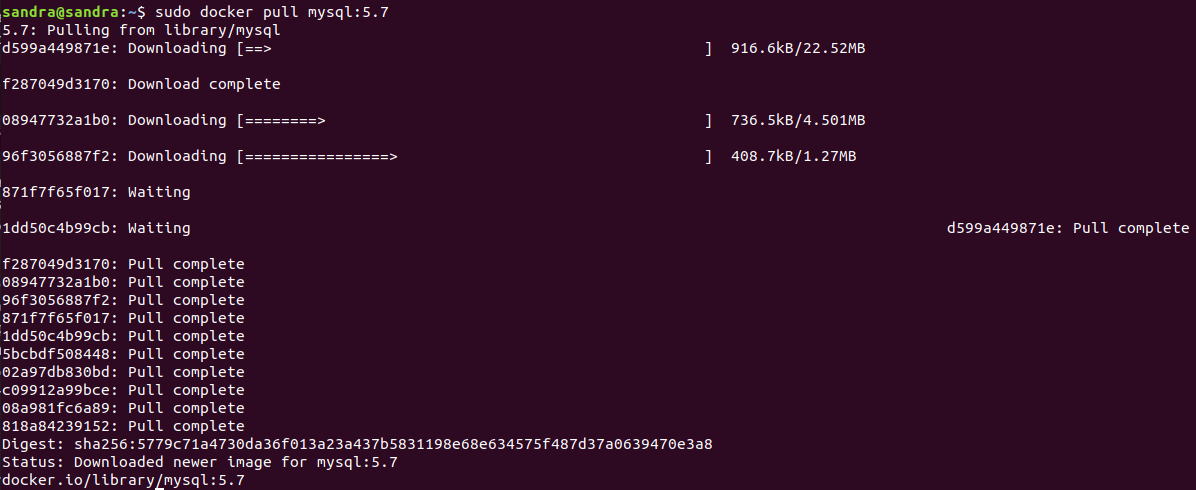 sandra@sandra:~$ sudo docker pull mysql:5.7
5.7: Pulling from library/mysql
d599a449871e: Downloading [==>                                                ]  916.6kB/22.52MB
f287049d3170: Download complete
08947732a1b0: Downloading [========>                                          ]  736.5kB/4.501MB
96f3056887f2: Downloading [================>                                  ]  408.7kB/1.27MB
871f7f65f017: Waiting
1dd50c4b99cb: Waiting                                                                                    d599a449871e: Pull complete
f287049d3170: Pull complete
08947732a1b0: Pull complete
96f3056887f2: Pull complete
871f7f65f017: Pull complete
1dd50c4b99cb: Pull complete
5bcbdf508448: Pull complete
02a97db830bd: Pull complete
c09912a99bce: Pull complete
08a981fc6a89: Pull complete
818a84239152: Pull complete
Digest: sha256:5779c71a4730da36f013a23a437b5831198e68e634575f487d37a0639470e3a8
Status: Downloaded newer image for mysql:5.7
docker.io/library/mysql:5.7